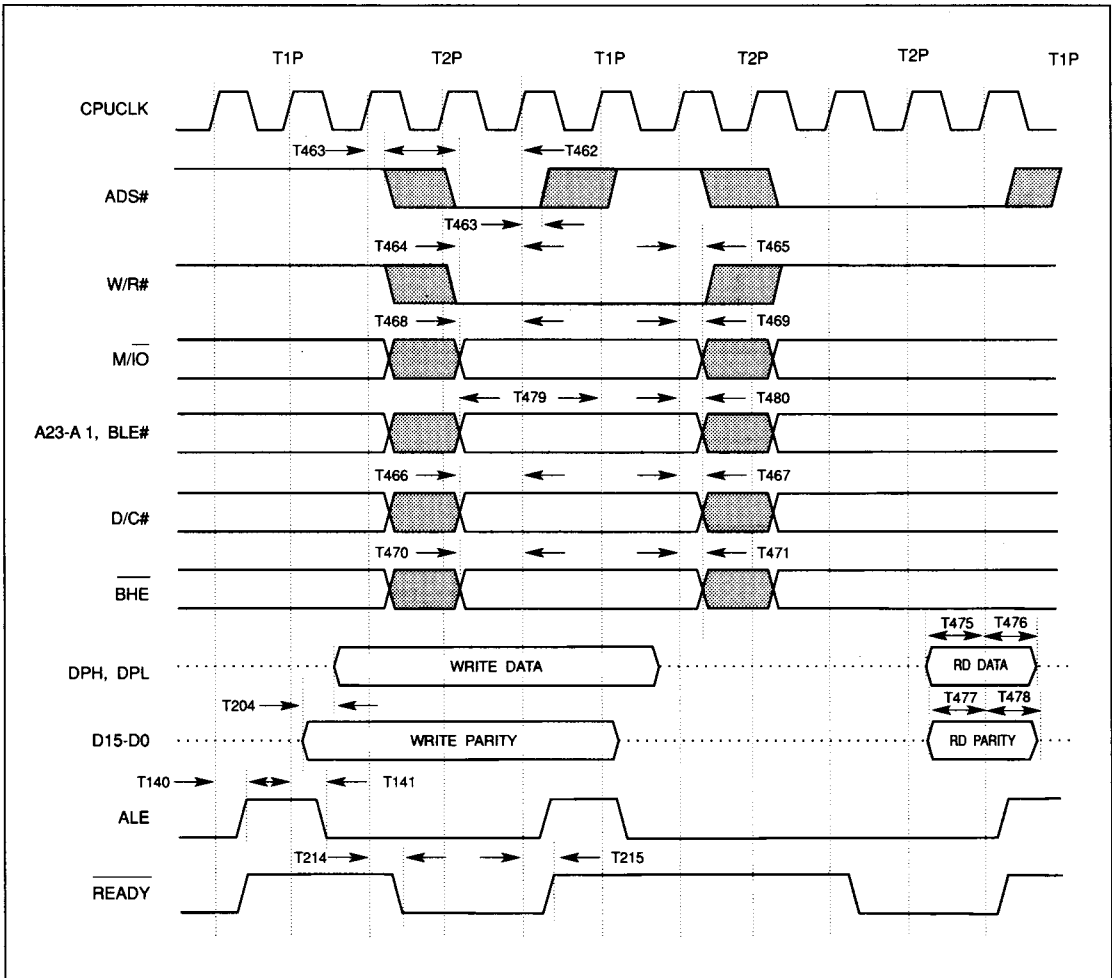 T1P T2P T1P T2P T2P T1P
CPUCLK
T463 T462
ADS#
T463
T464 T465
W/R#
T468 T469
M/IO
T479 T480
A23-A 1, BLE#
T466 T467
D/C#
T470 T471
BHE
T475 T476
DPH, DPL WRITE DATA RD DATA
T204 T477 T478
D15-D0 WRITE PARITY RD PARITY
T140 T141
ALE
T214 T215
READY